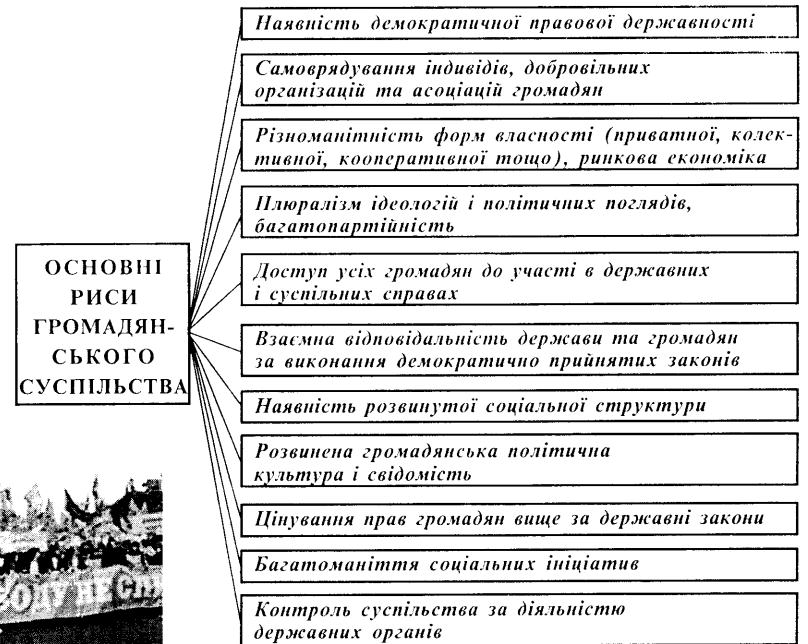 Наявність демократичної правової державності
Самоврядування індивідів, добровільних
організацій та асоціацій громадян
Різноманітність форм власності (приватної, колек-
тивної, кооперативної тощо), ринкова економіка
Плюралізм ідеологій і політичних поглядів,
багатопартійність
ОСНОВНІ
РИСИ
ГРОМАДЯН-
СЬКОГО
СУСПІЛЬСТВА
Доступ усіх громадян до участі в державних
і суспільних справах
Взаємна відповідальність держави та громадян
за виконання демократично прийнятих законів
Наявність розвинутої соціальної структури
Розвинена громадянська політична
культура і свідомість
Цінування прав громадян вище за державні закони
Багатоманіття соціальних ініціатив
Контроль суспільства за діяльністю
державних органів
НЕ